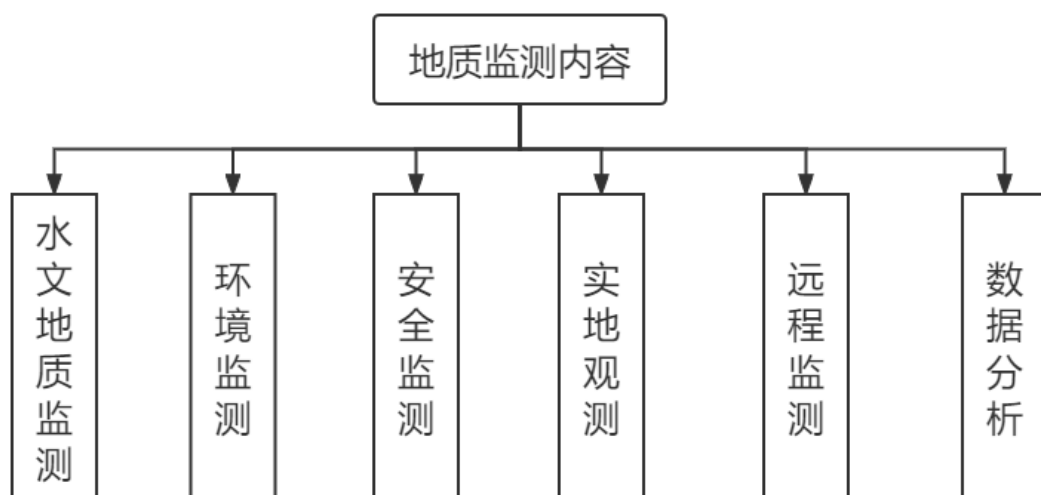 地质监测内容
水文地质监测
环境监测
安全监测
实地观测
远程监测
数据分析